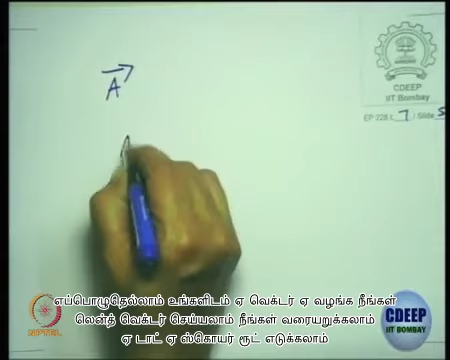 A
CDEEP
IIT Bombay
EP 228 L 7 / Slide 5
எப்பொழுதெல்லாம் உங்களிடம் ஏ வெக்டர் ஏ வழங்க நீங்கள்
லென்த் வெக்டர் செய்யலாம் நீங்கள் வரையறுக்கலாம்
ஏ டாட் ஏ ஸ்கொயர் ரூட் எடுக்கலாம்
NPTEL
CDEEP
IIT BOMBAY